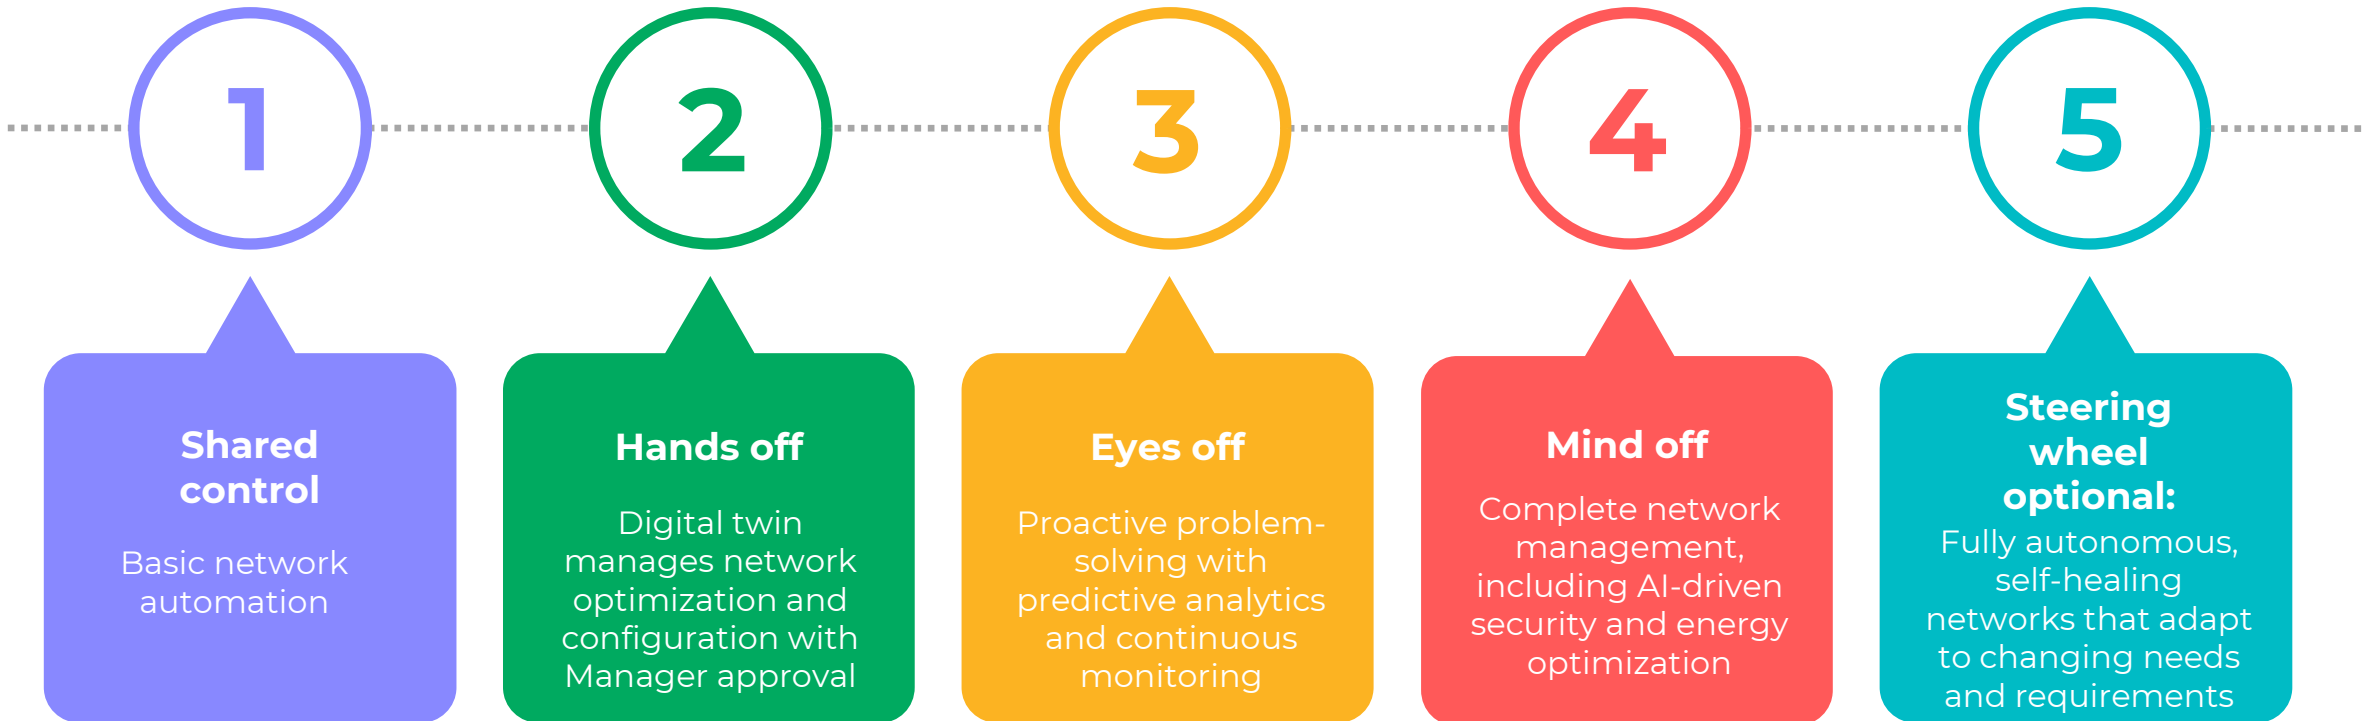 1
2
3
4
5
Shared
control
Basic network
automation
Hands off
Digital twin
manages network
optimization and
configuration with
Manager approval
Eyes off
Proactive problem-
solving with
predictive analytics
and continuous
monitoring
Mind off
Complete network
management,
including AI-driven
security and energy
optimization
Steering
wheel
optional:
Fully autonomous,
self-healing
networks that adapt
to changing needs
and requirements